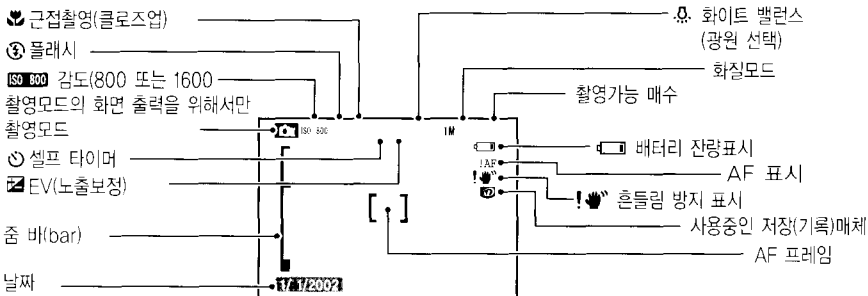 근접촬영(클로즈업)
플래시
ISO 800 감도(800 또는 1600
촬영모드의 화면 출력을 위해서만
촬영모드
셀프 타이머
EV(노출보정)
줌 바(bar)
날짜
화이트 밸런스
(광원 선택)
화질모드
촬영가능 매수
배터리 잔량표시
AF 표시
흔들림 방지 표시
사용중인 저장(기록)매체
AF 프레임
ISO 800
1M
!AF
1/ 1/2002